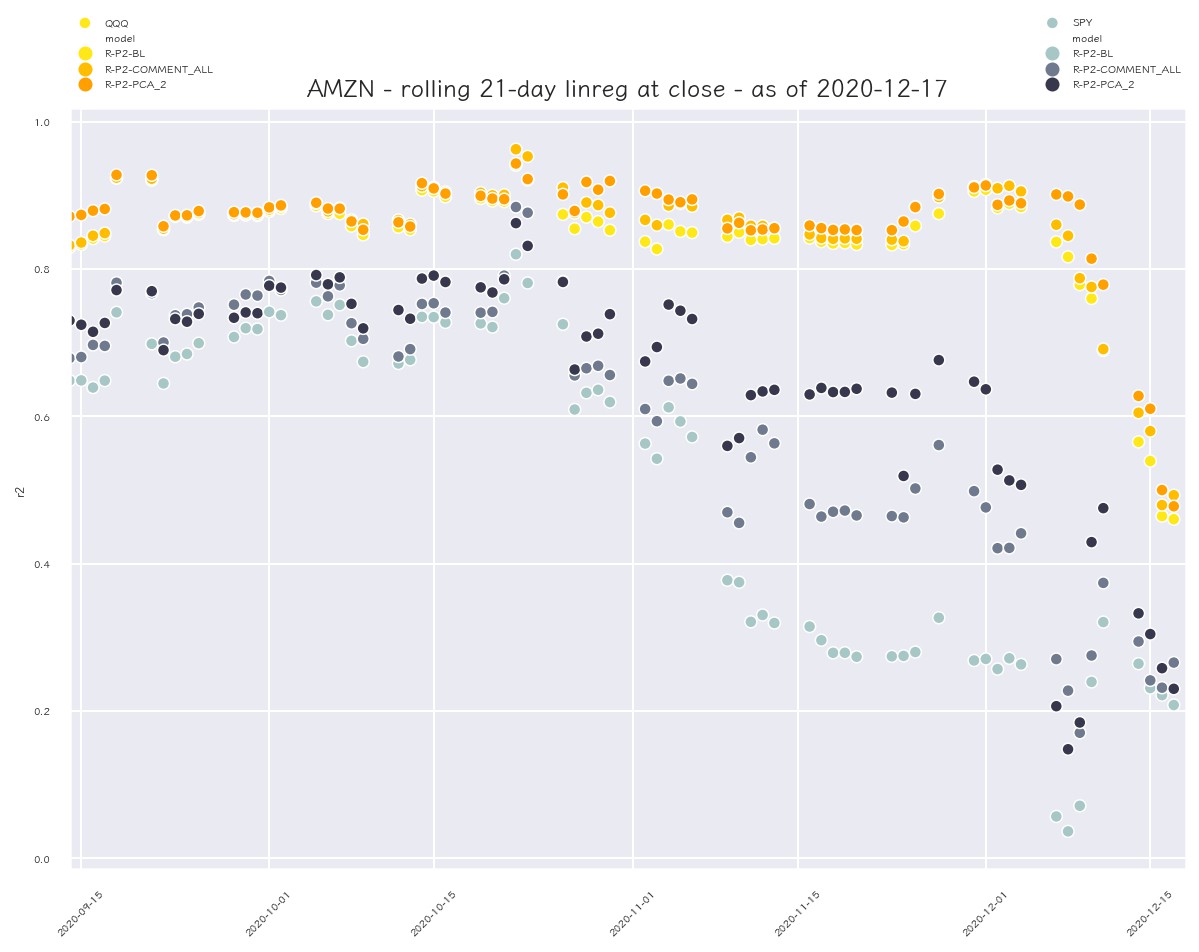 QQQ
model
R-P2-BL
R-P2-COMMENT_ALL
R-P2-PCA_2
SPY
model
R-P2-BL
R-P2-COMMENT_ALL
R-P2-PCA_2
AMZN - rolling 21-day linreg at close - as of 2020-12-17
1.0
0.8
0.6
r2
0.4
0.2
0.0
2020-09-15
2020-10-01
2020-10-15
2020-11-01
2020-11-15
2020-12-01
2020-12-15